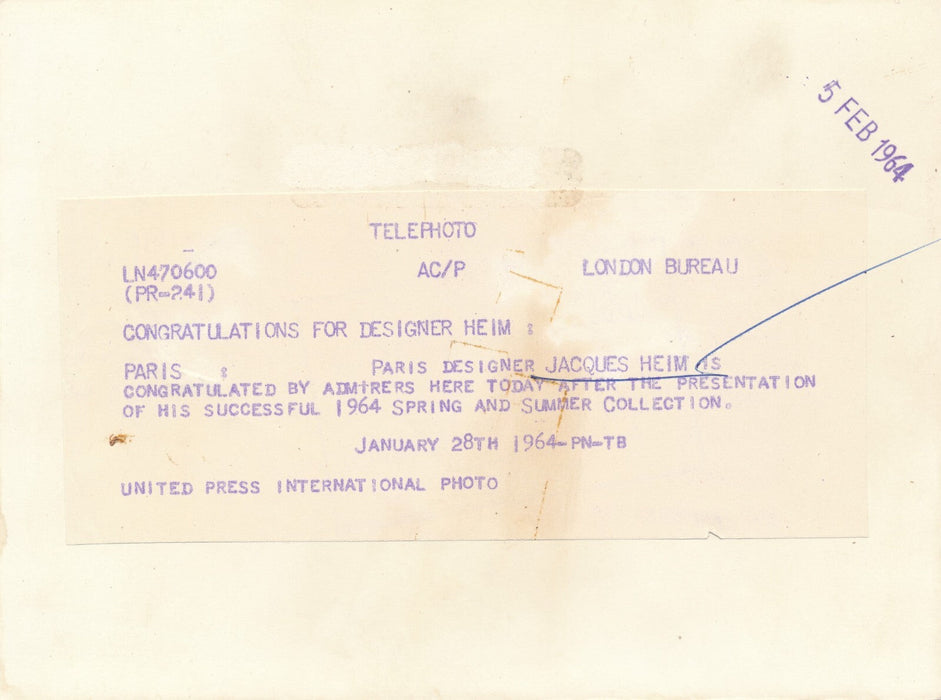 5 FEB 1964
TELEPHOTO
LN470600 AC/P LONDON BUREAU
(PR-241)
CONGRATULATIONS FOR DESIGNER HEIM :
PARIS : PARIS DESIGNER JACQUES HEIM IS
CONGRATULATED BY ADMIRERS HERE TODAY AFTER THE PRESENTATION
OF HIS SUCCESSFUL 1964 SPRING AND SUMMER COLLECTION.
JANUARY 28TH 1964-PN-TB
UNITED PRESS INTERNATIONAL PHOTO